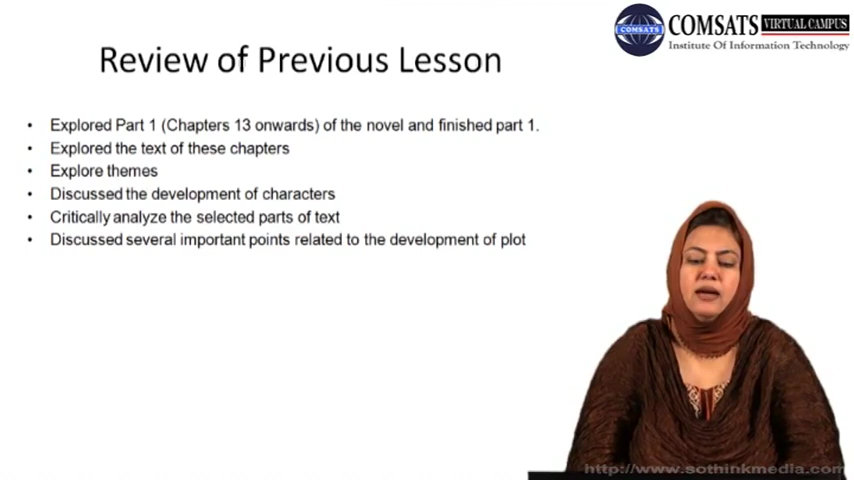 COMSATS VIRTUAL CAMPUS
COMSATS
Institute Of Information Technology
Review of Previous Lesson
• Explored Part 1 (Chapters 13 onwards) of the novel and finished part 1.
• Explored the text of these chapters
• Explore themes
• Discussed the development of characters
• Critically analyze the selected parts of text
• Discussed several important points related to the development of plot
http://www.sothinkmedia.com